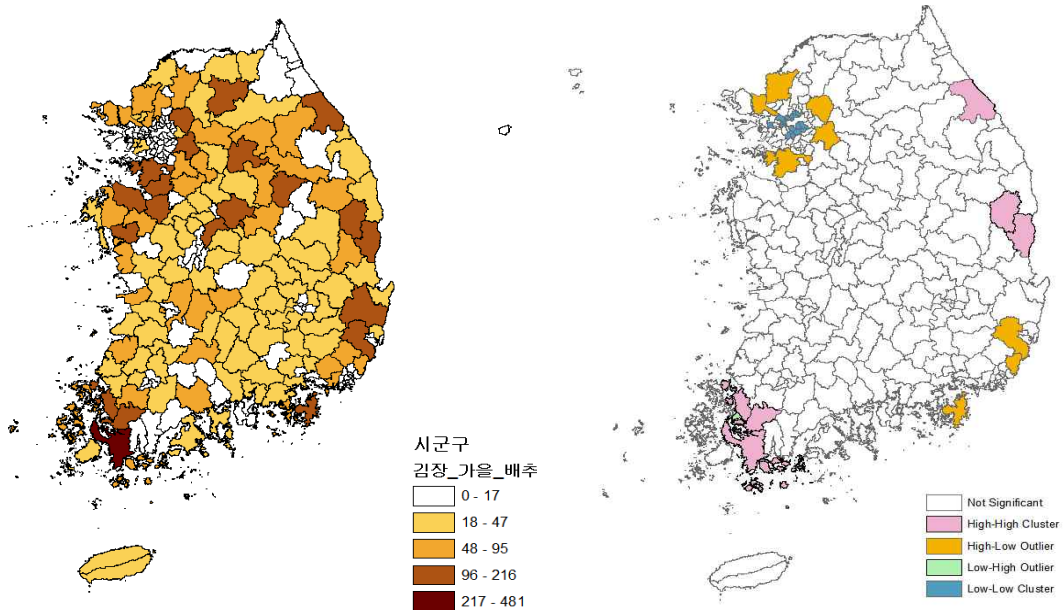 시군구
김장_가을_배추
0 - 17
18 - 47
48 - 95
96 - 216
217 - 481
Not Significant
High-High Cluster
High-Low Outlier
Low-High Outlier
Low-Low Cluster